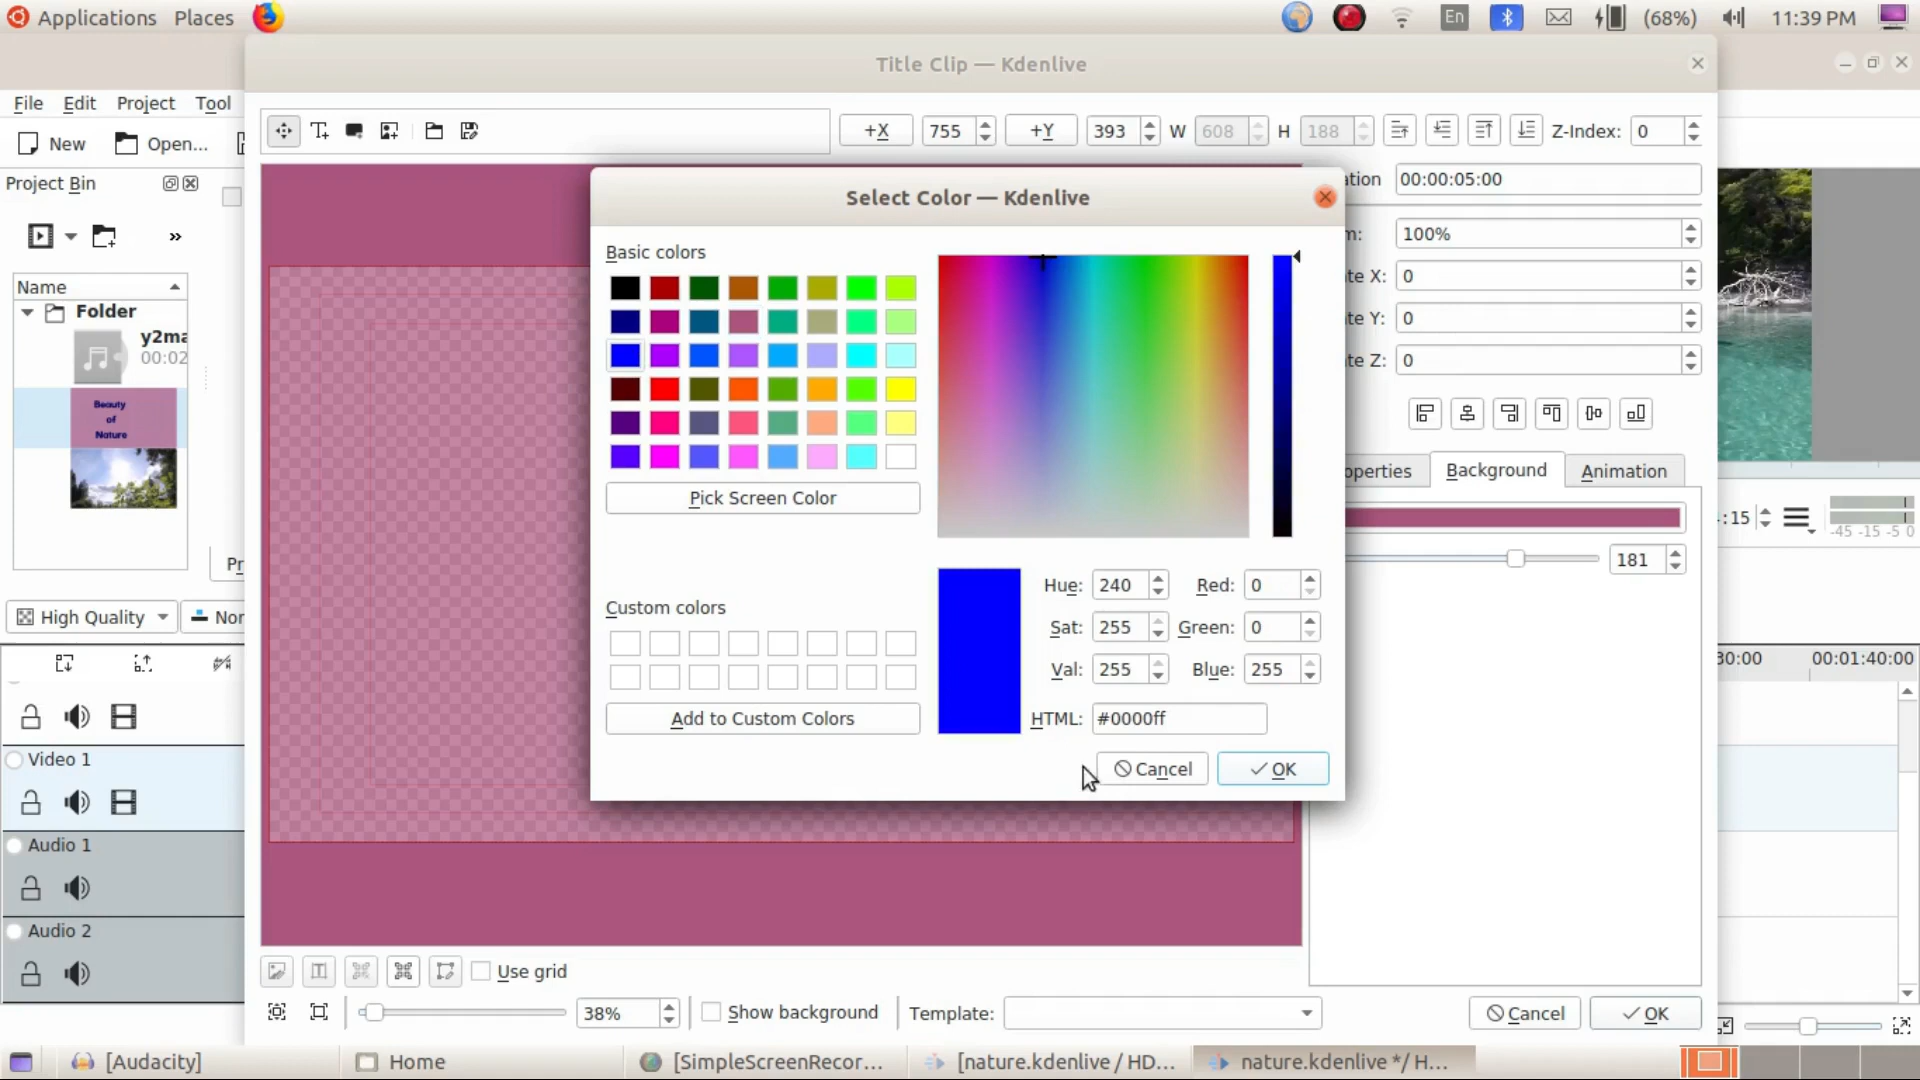 Applications Places En (68%) 11:39 PM
Title Clip — Kdenlive
File Edit Project Tool
New Open...
+X 755 +Y 393 W 608 H 188 Z-Index: 0
Project Bin
Select Color — Kdenlive
00:00:05:00
Basic colors
100%
Name
Folder
0
y2ma
00:02
0
0
Beauty
of
Nature
Background Animation
Pick Screen Color
:15
-45 -15 -5 0
181
High Quality
Hue: 240 Red: 0
Custom colors
Sat: 255 Green: 0
Val: 255 Blue: 255
30:00 00:01:40:00
Add to Custom Colors
HTML: #0000ff
Video 1
Cancel OK
Audio 1
Audio 2
Use grid
38% Show background Template: Cancel OK
[Audacity] Home [SimpleScreenRecor... [nature.kdenlive / HD... nature.kdenlive */ H...